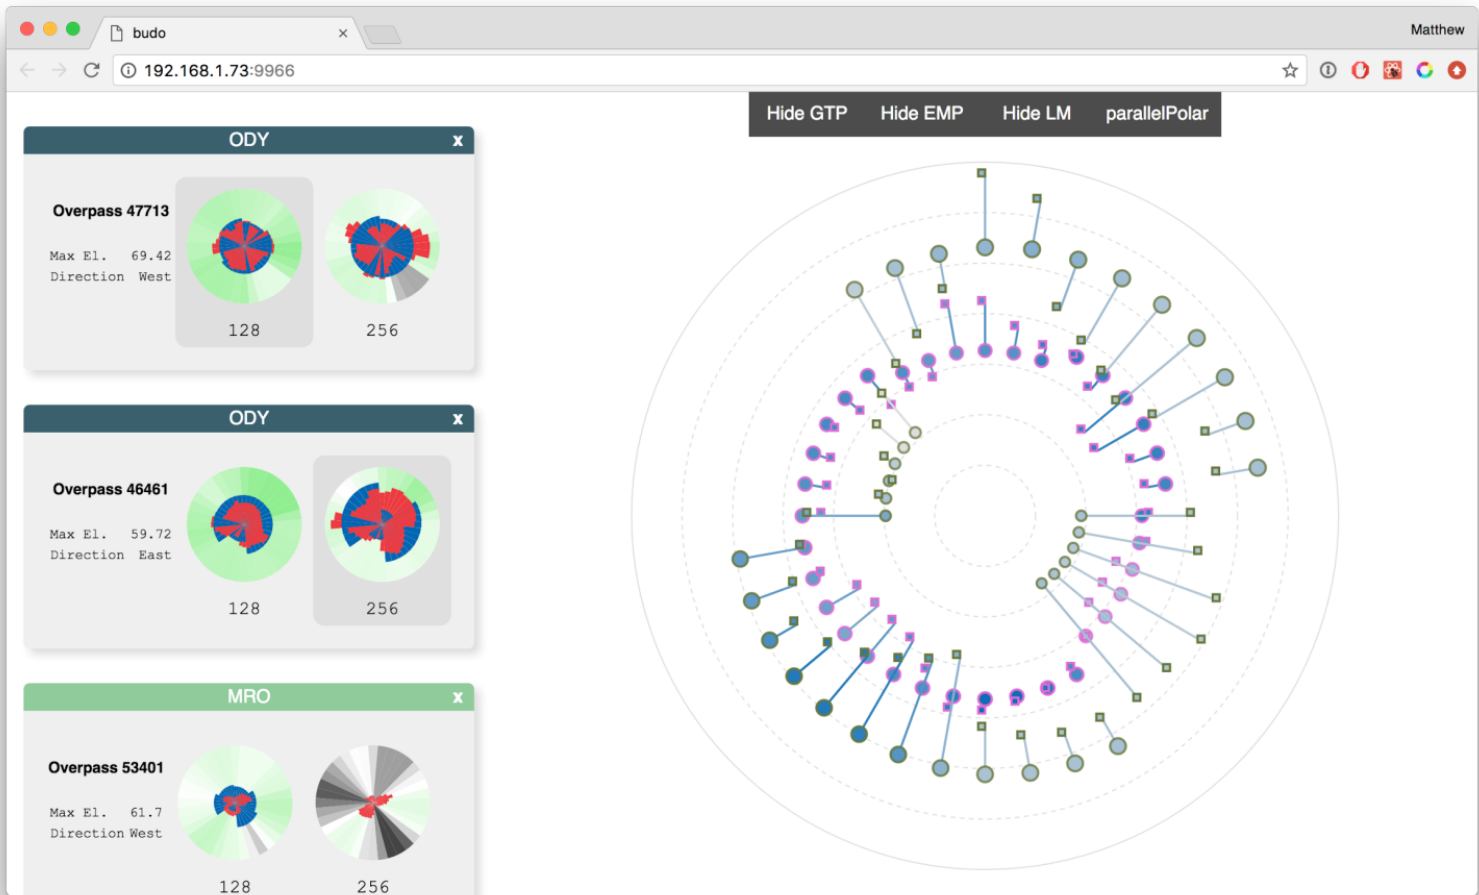 budo
Matthew
192.168.1.73:9966
Hide GTP Hide EMP Hide LM parallelPolar
ODY x
Overpass 47713
Max El. 69.42
Direction West
128 256
ODY x
Overpass 46461
Max El. 59.72
Direction East
128 256
MRO x
Overpass 53401
Max El. 61.7
Direction West
128 256